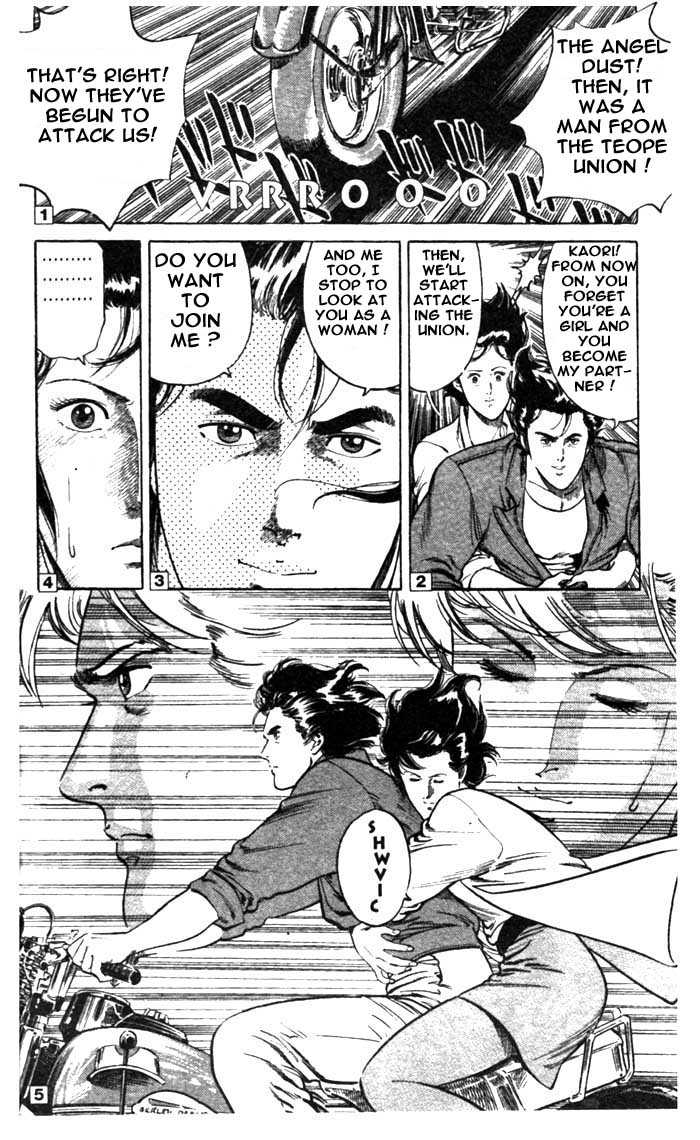 THE ANGEL
DUST!
THEN, IT
WAS A
MAN FROM
THE TEOPE
UNION !
THAT'S RIGHT!
NOW THEY'VE
BEGUN TO
ATTACK US!
VRRROOOO
1
KAORI!
FROM NOW
ON, YOU
FORGET
YOU'RE A
GIRL AND
YOU
BECOME
MY PART-
NER !
THEN,
WE'LL
START
ATTACK-
ING THE
UNION.
2
AND ME
TOO, I
STOP TO
LOOK AT
YOU AS A
WOMAN !
DO YOU
WANT
TO
JOIN
ME ?
3
.........
.........
.........
4
SHWVIC
5